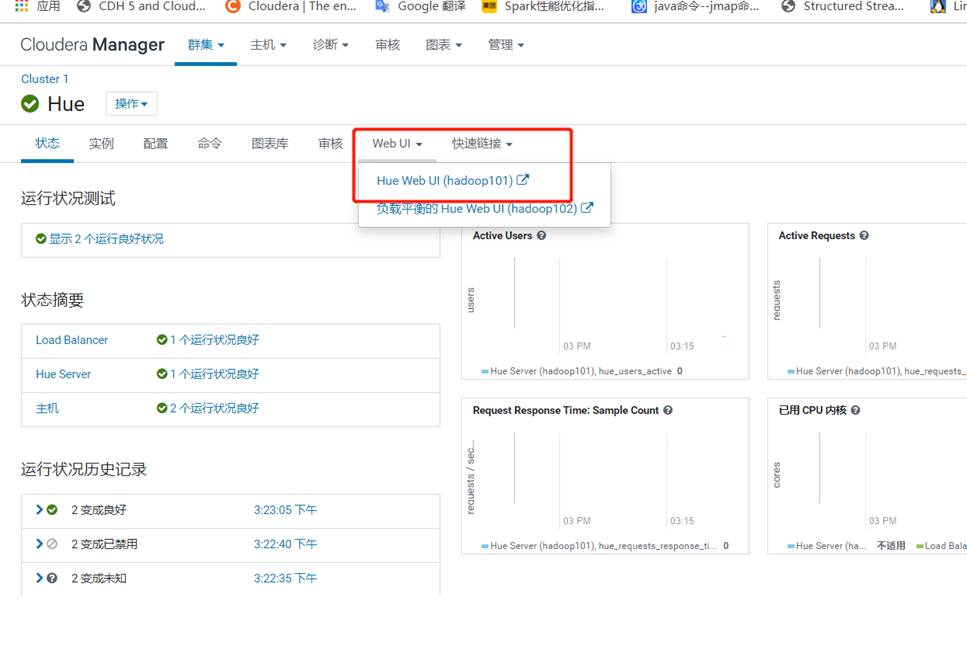 应用 CDH 5 and Cloud... Cloudera | The en... Google 翻译 Spark性能优化指... java命令--jmap命... Structured Strea... Lin
Cloudera Manager 群集 主机 诊断 审核 图表 管理
Cluster 1
Hue 操作
状态 实例 配置 命令 图表库 审核 Web UI 快速链接
Hue Web UI (hadoop101)
负载平衡的 Hue Web UI (hadoop102)
运行状况测试
显示 2 个运行良好状况
状态摘要
Load Balancer 1 个运行状况良好
Hue Server 1 个运行状况良好
主机 2 个运行状况良好
运行状况历史记录
2 变成良好 3:23:05 下午
2 变成已禁用 3:22:40 下午
2 变成未知 3:22:35 下午
Active Users
users
03 PM 03:15
Hue Server (hadoop101), hue_users_active 0
Active Requests
requests
03 PM
Hue Server (hadoop101), hue_requests_
Request Response Time: Sample Count
requests / sec...
03 PM 03:15
Hue Server (hadoop101), hue_requests_response_ti... 0
已用 CPU 内核
cores
03 PM
Hue Server (ha... 不适用 Load Bala